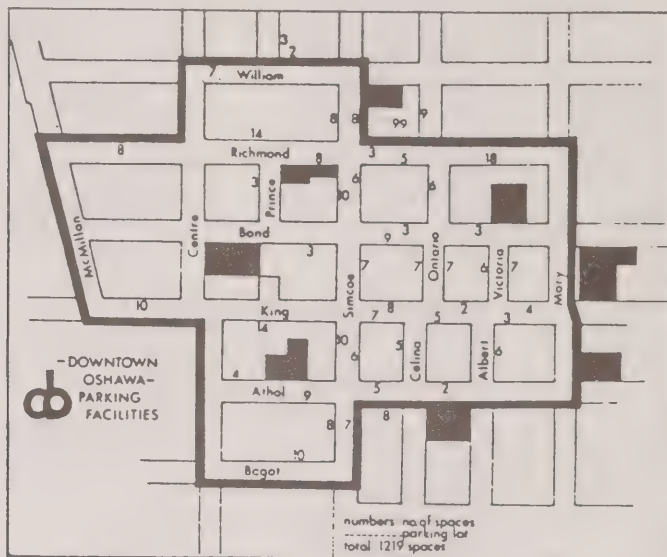 3
2
7
William
8 8
99 9
14
8
Richmond
8
3
5
18
3
Prince
6
6
30
McMillan
Centre
Bond
3
3
9
3
7
7
Ontario
7
6
Victoria
7
Mary
Simcoe
10
King
14
8
7
5
2
3
4
30
6
5
Celina
Albert
6
4
Athol
9
5
2
8 7
8
10
Bagot
-DOWNTOWN
OSHAWA-
PARKING
FACILITIES
numbers no. of spaces
parking lot
total 1219 spaces